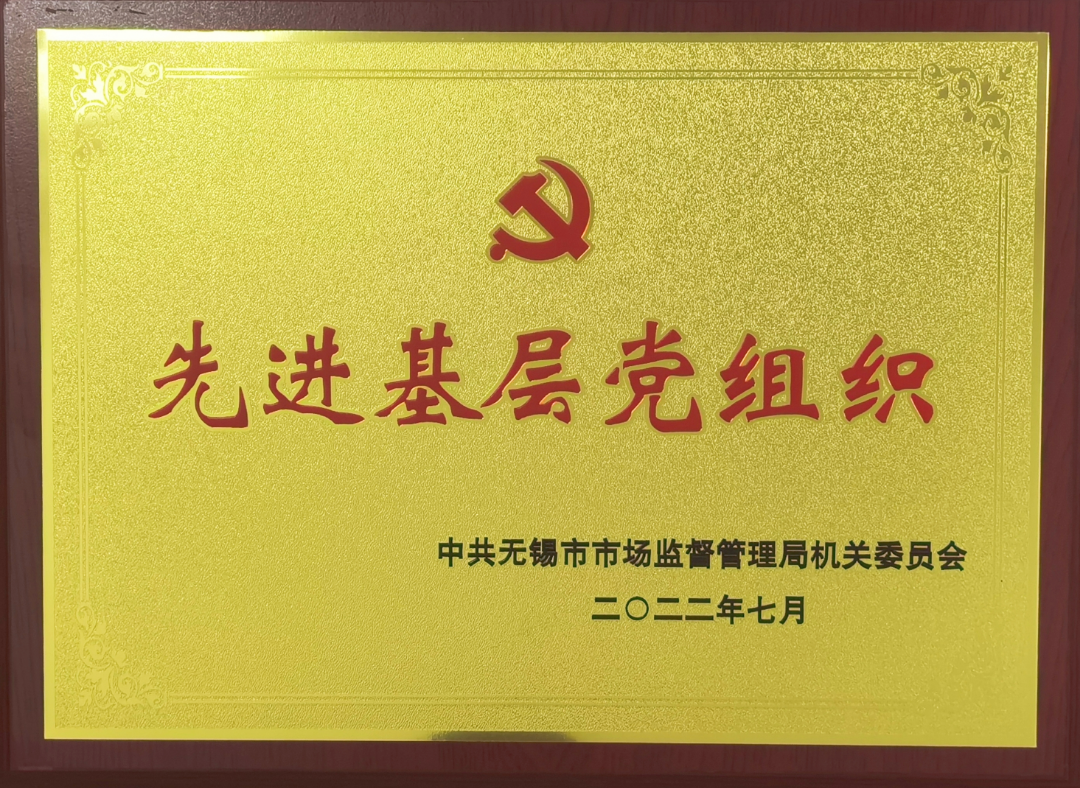 先进基层党组织
中共无锡市市场监督管理局机关委员会
二〇二二年七月